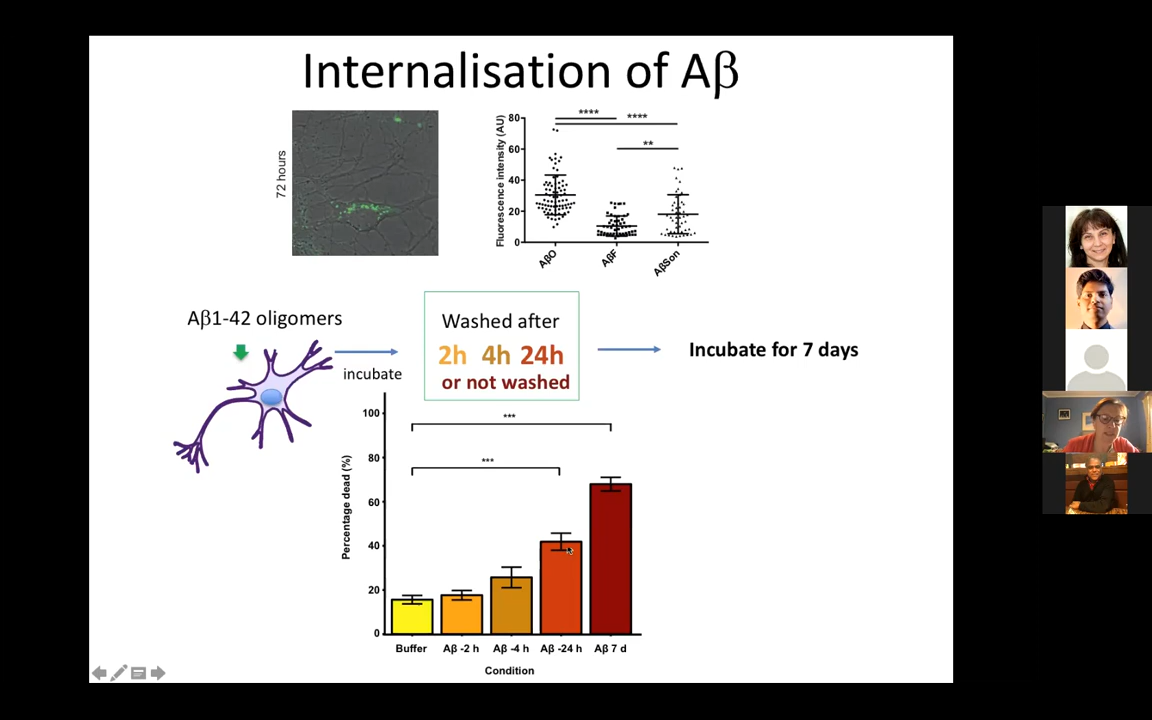 Internalisation of Aβ
72 hours
Fluorescence intensity (AU)
80
60
40
20
0
****
****
**
AβO
AβF
AβSon
Aβ1-42 oligomers
incubate
Washed after
2h 4h 24h
or not washed
Incubate for 7 days
Percentage dead (%)
100
80
60
40
20
0
***
***
Buffer
Aβ -2 h
Aβ -4 h
Aβ -24 h
Aβ 7 d
Condition